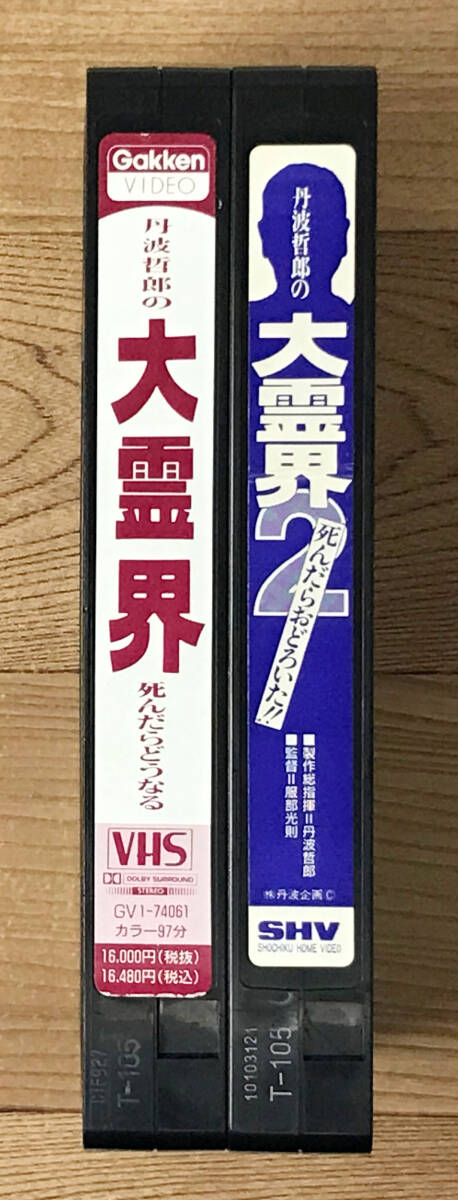 Gakken
VIDEO
丹波哲郎の
大霊界
死んだらどうなる
VHS
DOLBY SURROUND
STEREO
GV1-74061
カラー97分
16,000円(税抜)
16,480円(税込)
T-105
丹波哲郎の
大霊界
2
死んだらおどろいた!!
■製作総指揮=丹波哲郎
■監督=服部光則
㈱丹波企画©
SHV
SHOCHIKU HOME VIDEO
10103121
T-105